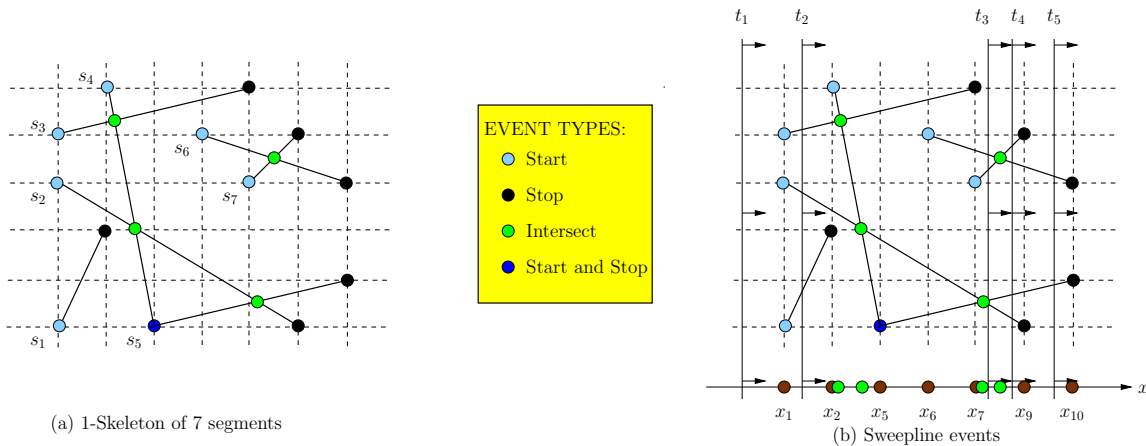 s₄
s₃
s₆
s₂
s₇
s₁
s₅
(a) 1-Skeleton of 7 segments
EVENT TYPES:
Start
Stop
Intersect
Start and Stop
t₁ t₂ t₃ t₄ t₅
x
x₁ x₂ x₅ x₆ x₇ x₉ x₁₀
(b) Sweepline events